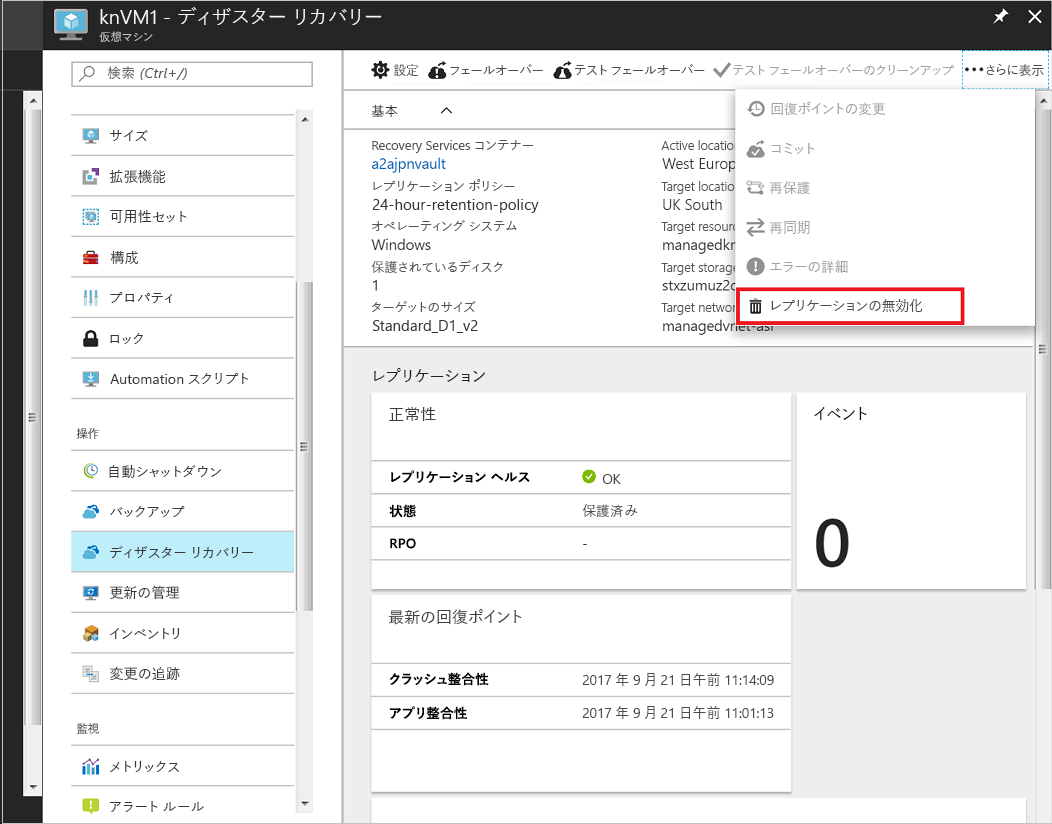 knVM1 - ディザスター リカバリー
仮想マシン
検索 (Ctrl+/)
サイズ
拡張機能
可用性セット
構成
プロパティ
ロック
Automation スクリプト
操作
自動シャットダウン
バックアップ
ディザスター リカバリー
更新の管理
インベントリ
変更の追跡
監視
メトリックス
アラート ルール
設定 フェールオーバー テスト フェールオーバー テスト フェールオーバーのクリーンアップ •••さらに表示
基本
Recovery Services コンテナー
a2ajpnvault
レプリケーション ポリシー
24-hour-retention-policy
オペレーティング システム
Windows
保護されているディスク
1
ターゲットのサイズ
Standard_D1_v2
Active locatio
West Europ
Target locatio
UK South
Target resour
managedkr
Target storage
stxzumuz2c
Target networ
managedvnet-asr
回復ポイントの変更
コミット
再保護
再同期
エラーの詳細
レプリケーションの無効化
レプリケーション
正常性
レプリケーション ヘルス OK
状態 保護済み
RPO -
イベント
0
最新の回復ポイント
クラッシュ整合性 2017 年 9 月 21 日午前 11:14:09
アプリ整合性 2017 年 9 月 21 日午前 11:01:13